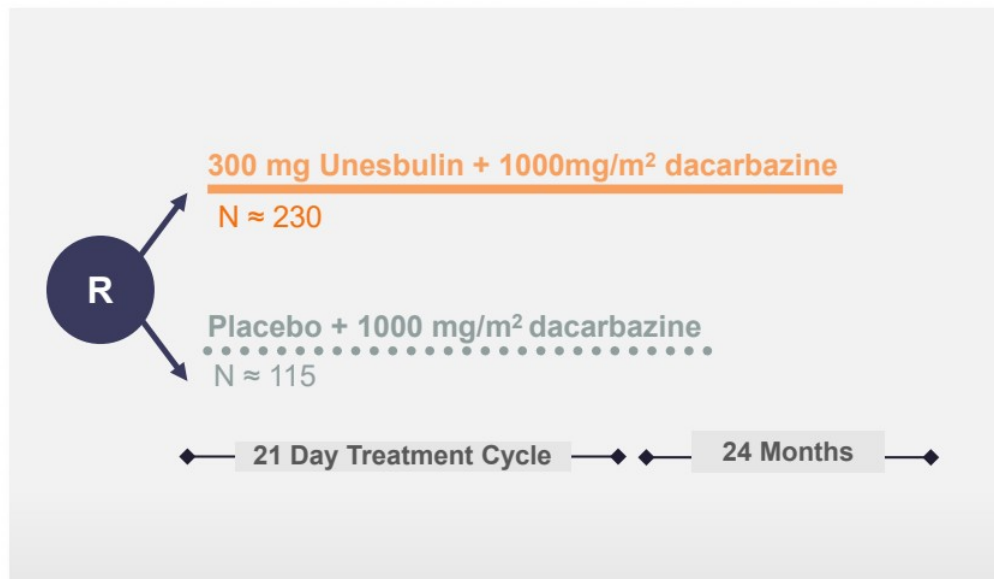 300 mg Unesbulin + 1000mg/m² dacarbazine
N ≈ 230
R
Placebo + 1000 mg/m² dacarbazine
N ≈ 115
21 Day Treatment Cycle
24 Months